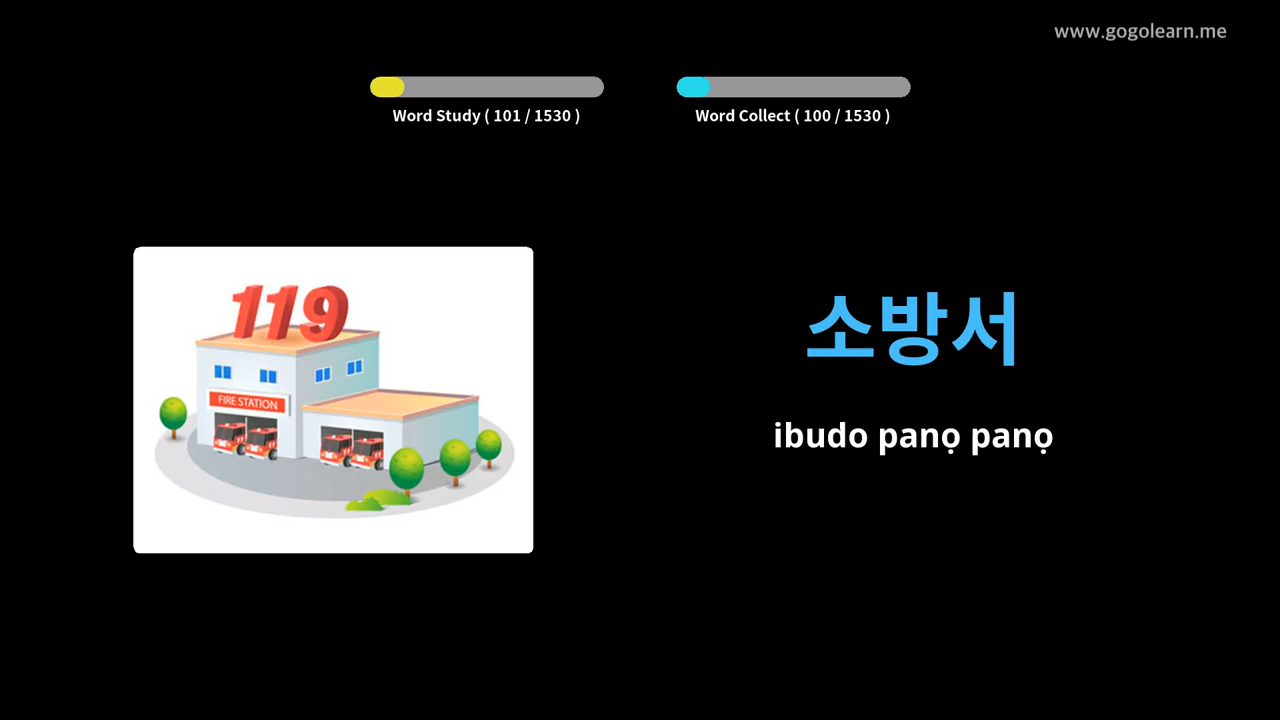 www.gogolearn.me
Word Study ( 101 / 1530 )
Word Collect ( 100 / 1530 )
119
FIRE STATION
소방서
ibudo panọ panọ